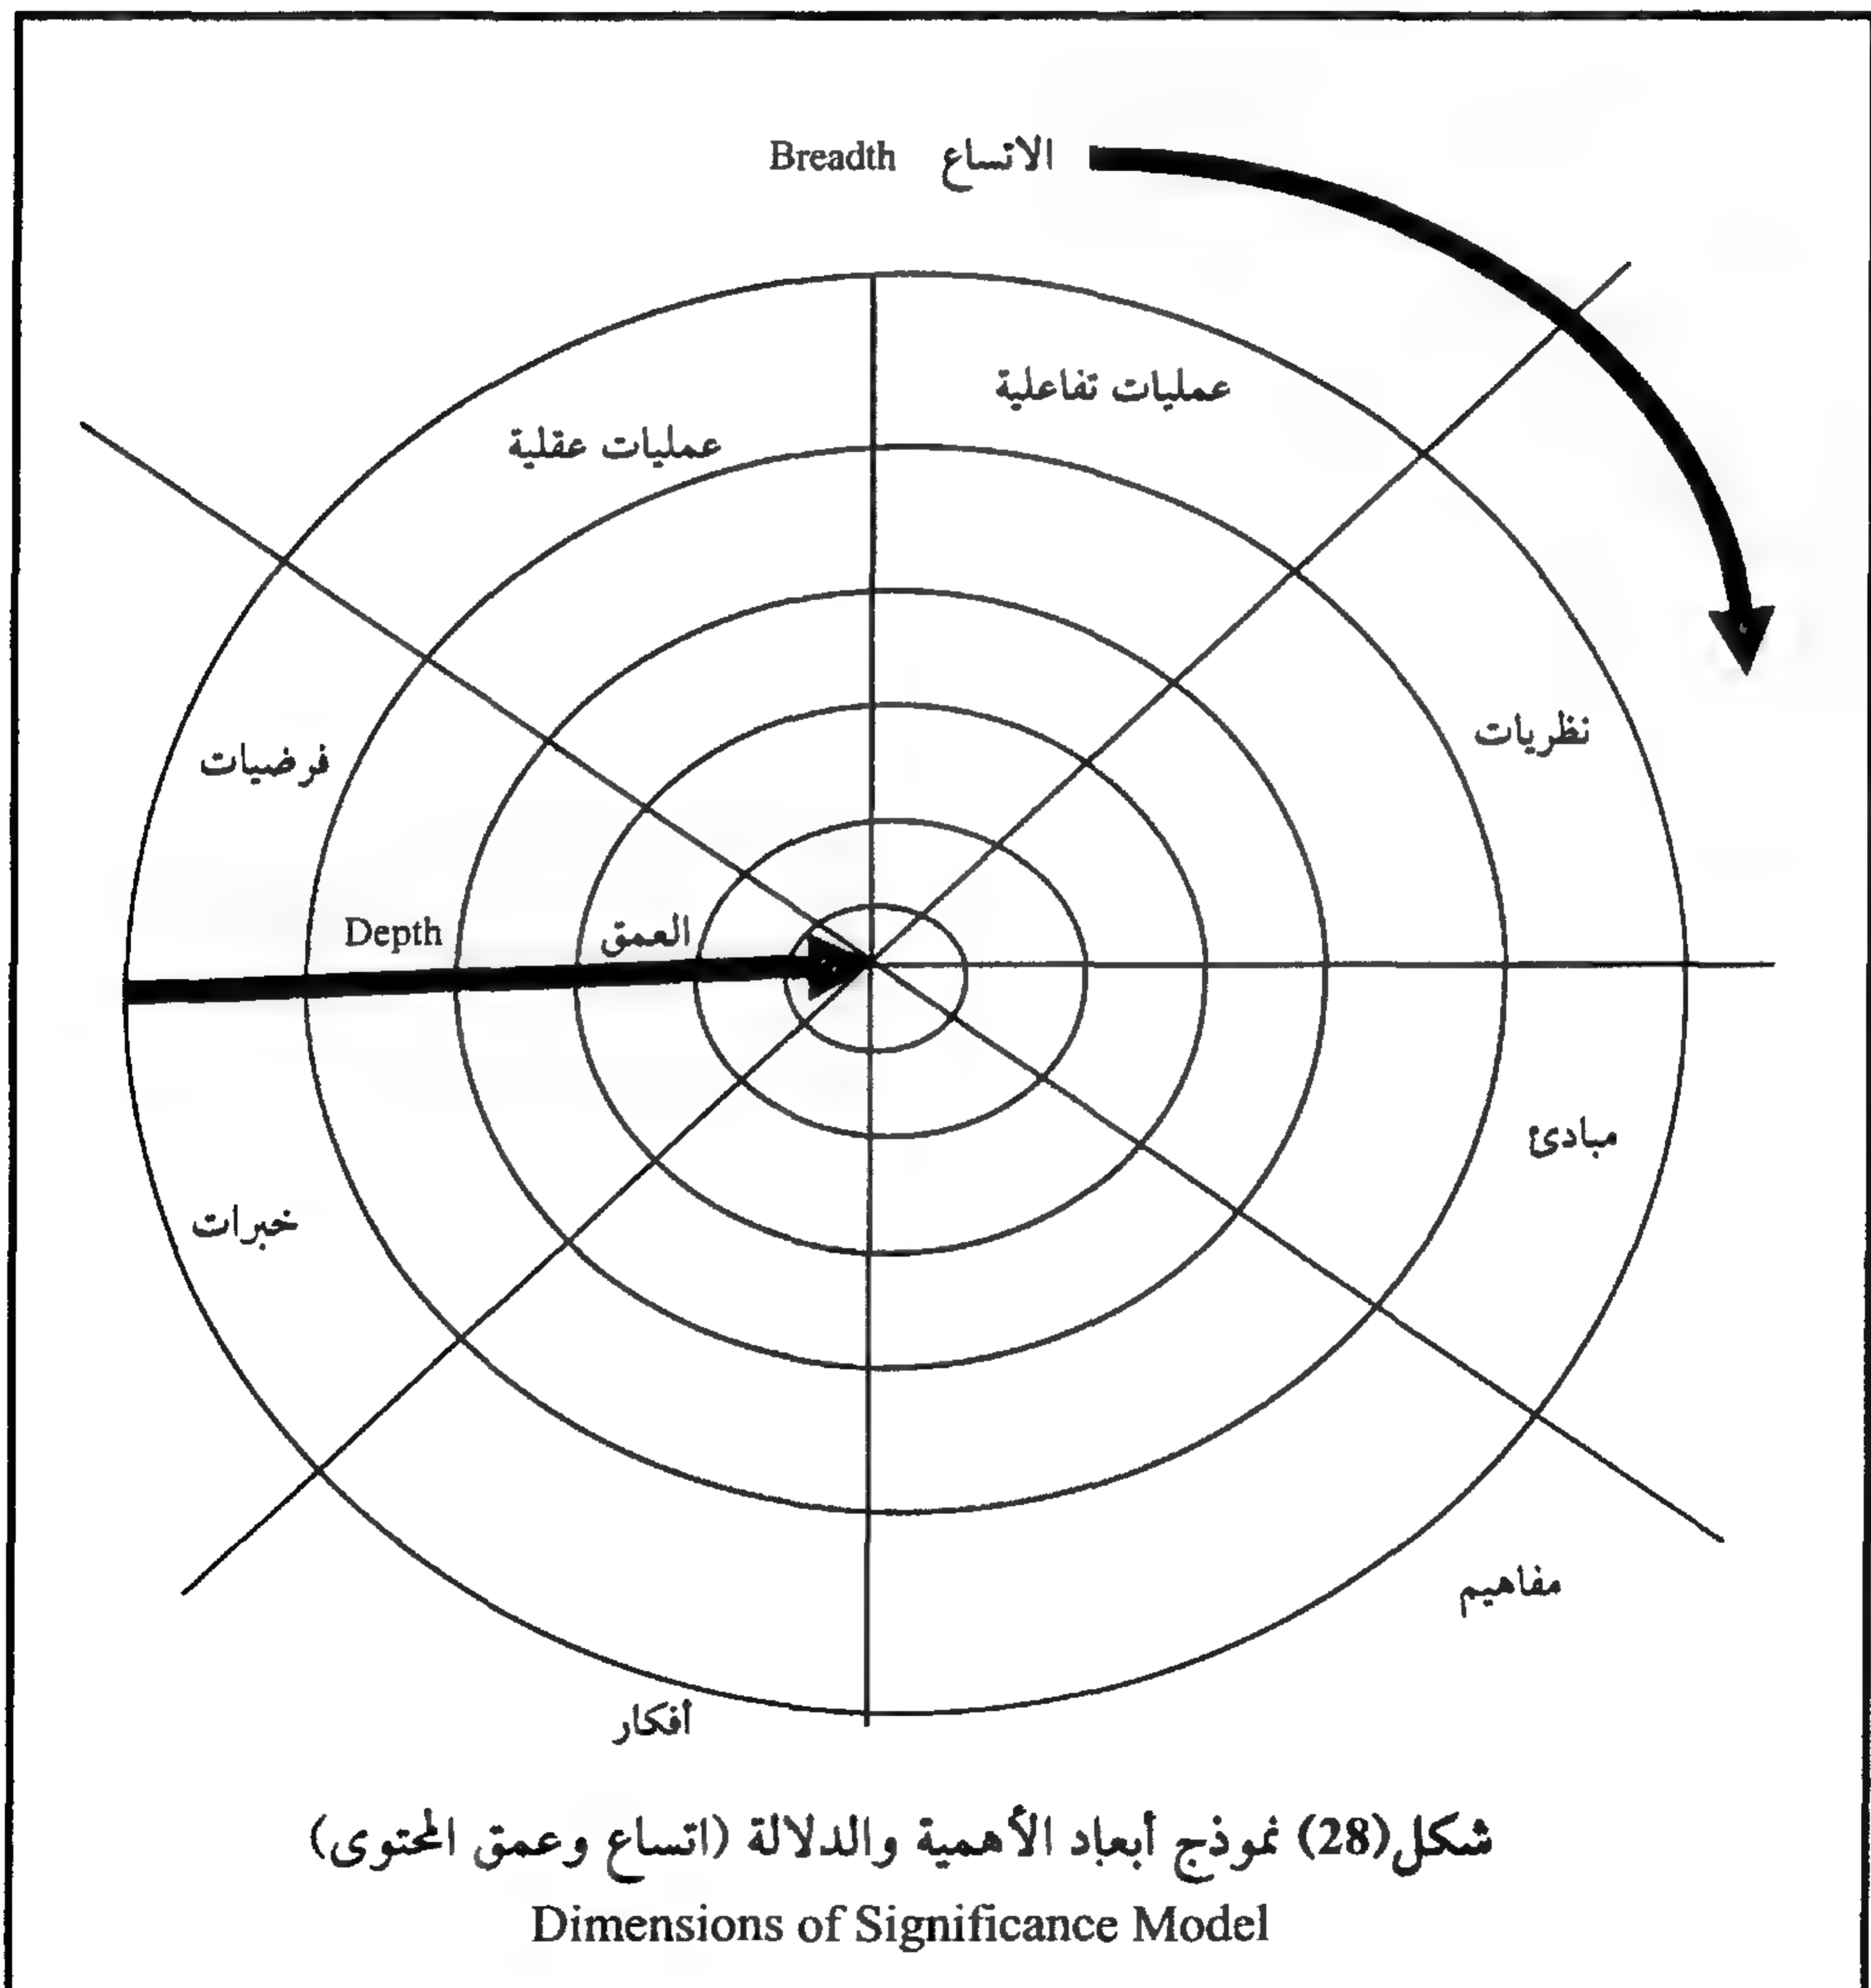 الاتساع Breadth
عمليات تفاعلية
عمليات عقلية
نظريات
فرضيات
العمق Depth
مبادئ
خبرات
مفاهيم
أفكار
شكل(28) نموذج أبعاد الأهمية والدلالة (اتساع وعمق المحتوى)
Dimensions of Significance Model